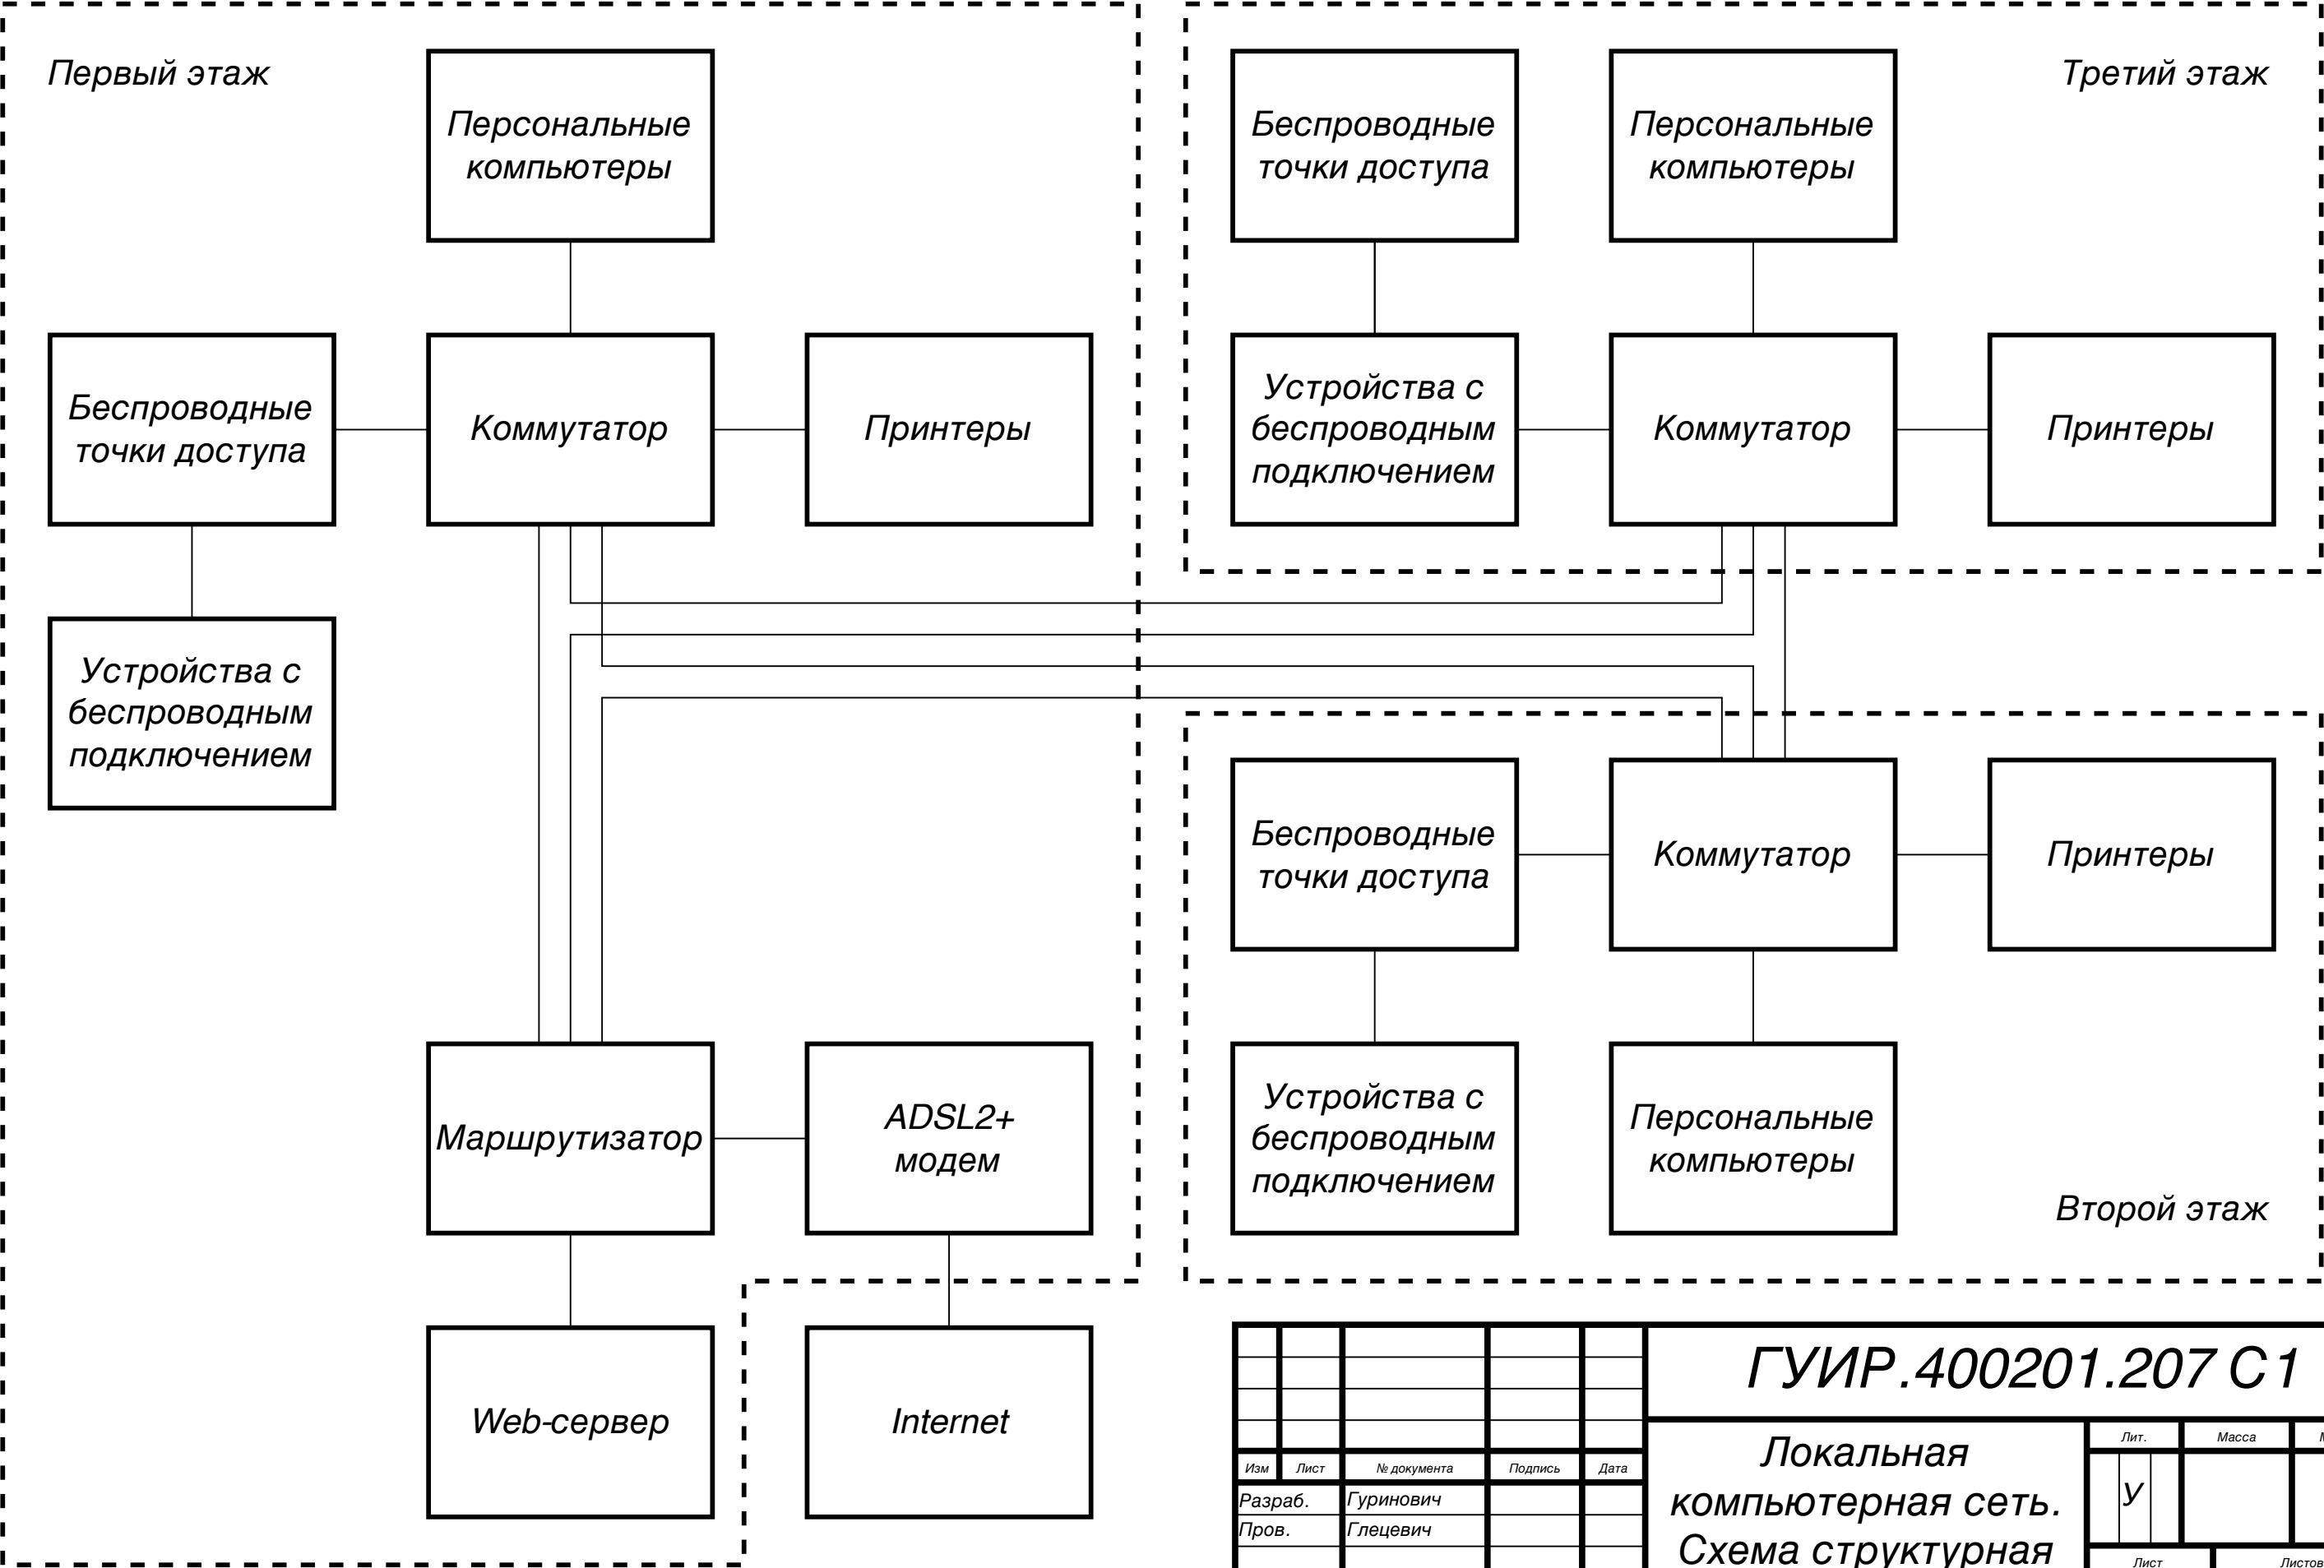 Первый этаж
Персональные
компьютеры
Беспроводные
точки доступа
Коммутатор
Принтеры
Устройства с
беспроводным
подключением
Маршрутизатор
ADSL2+
модем
Web-сервер
Internet
Третий этаж
Беспроводные
точки доступа
Персональные
компьютеры
Устройства с
беспроводным
подключением
Коммутатор
Принтеры
Беспроводные
точки доступа
Коммутатор
Принтеры
Устройства с
беспроводным
подключением
Персональные
компьютеры
Второй этаж
ГУИР.400201.207 С1
Изм Лист № документа Подпись Дата
Разраб. Гуринович
Пров. Глецевич
Локальная
компьютерная сеть.
Схема структурная
Лит. Масса
У
Лист